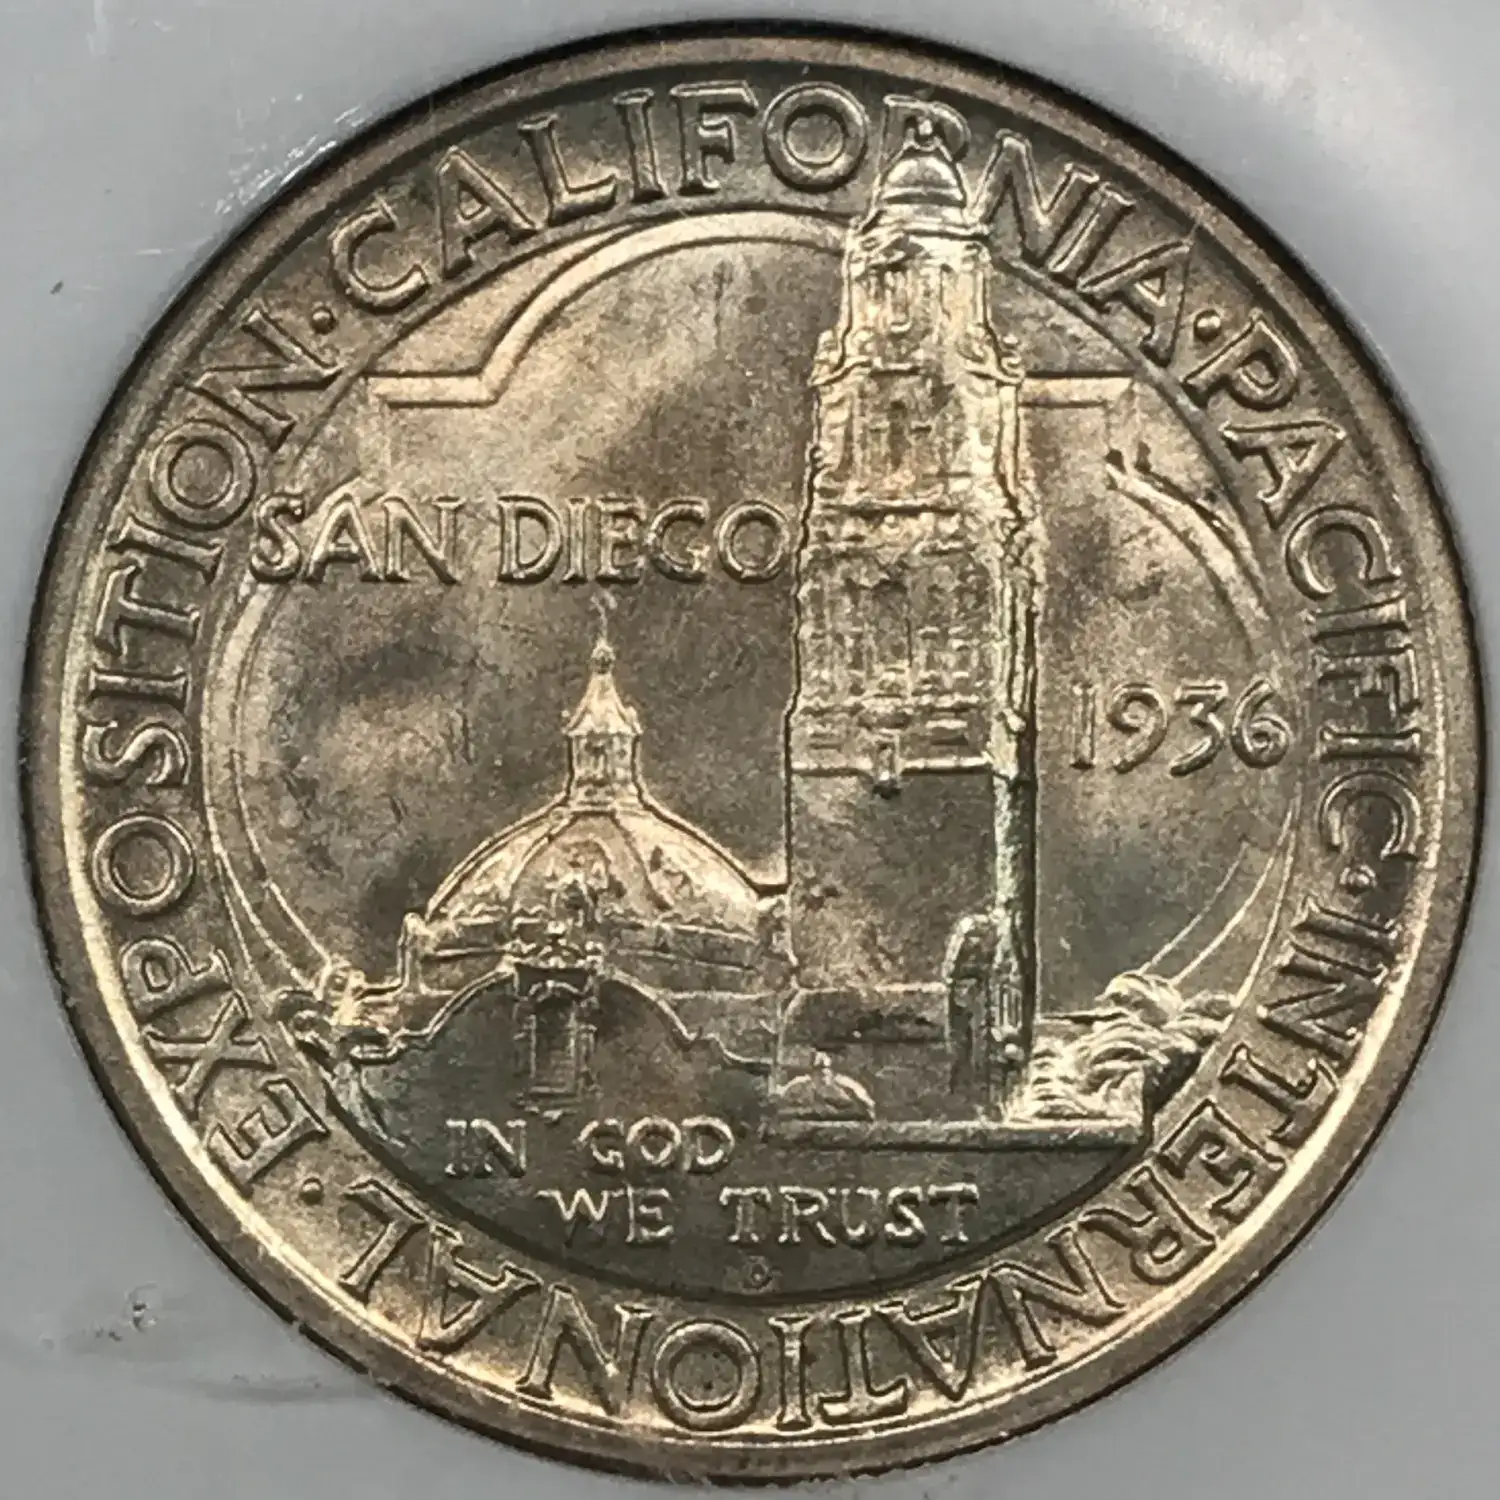 CALIFORNIA · PACIFIC · INTERNATIONAL · EXPOSITION ·
SAN DIEGO
1936
IN GOD
WE TRUST
D